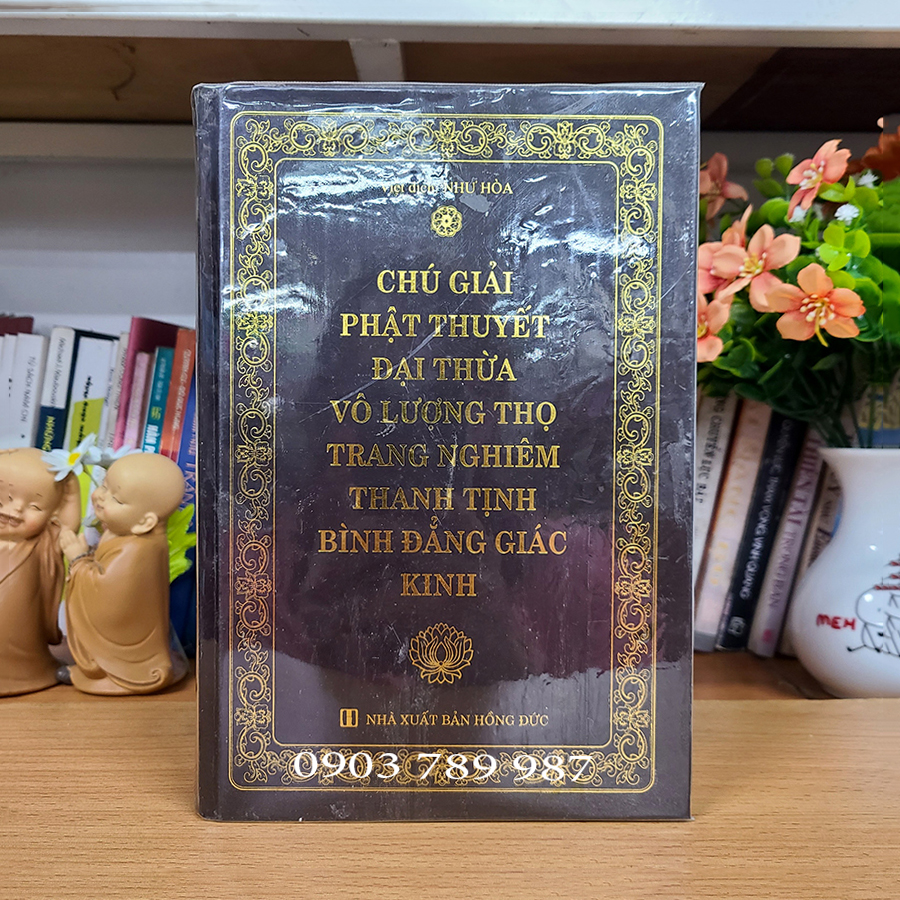 Việt dịch: NHƯ HÒA
CHÚ GIẢI
PHẬT THUYẾT
ĐẠI THỪA
VÔ LƯỢNG THỌ
TRANG NGHIÊM
THANH TỊNH
BÌNH ĐẲNG GIÁC
KINH
NHÀ XUẤT BẢN HỒNG ĐỨC
0903 789 987
MEH